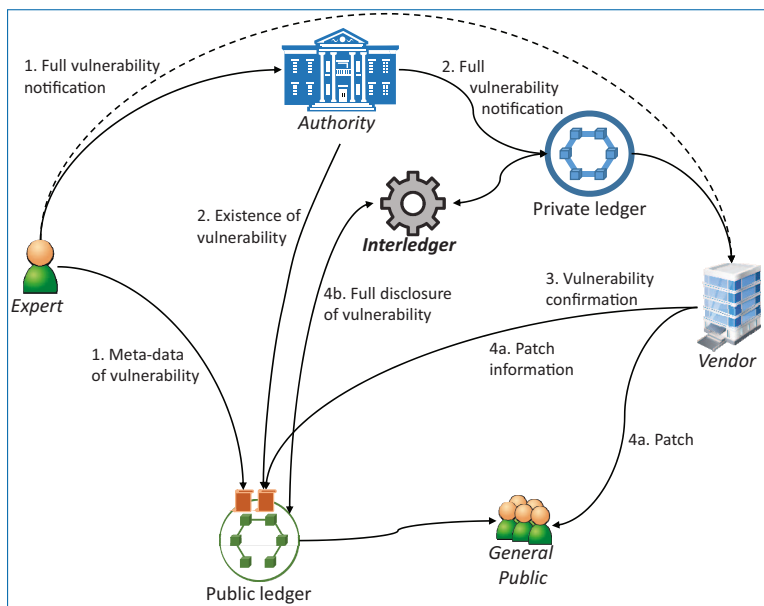 1. Full vulnerability
notification
Authority
2. Full
vulnerability
notification
Private ledger
2. Existence of
vulnerability
Interledger
Expert
4b. Full disclosure
of vulnerability
3. Vulnerability
confirmation
Vendor
1. Meta-data
of vulnerability
4a. Patch
information
4a. Patch
General
Public
Public ledger